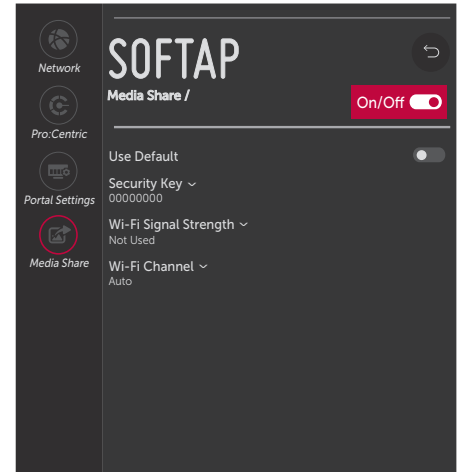 Network
Pro:Centric
Portal Settings
Media Share
SOFTAP
Media Share /
On/Off
Use Default
Security Key
00000000
Wi-Fi Signal Strength
Not Used
Wi-Fi Channel
Auto